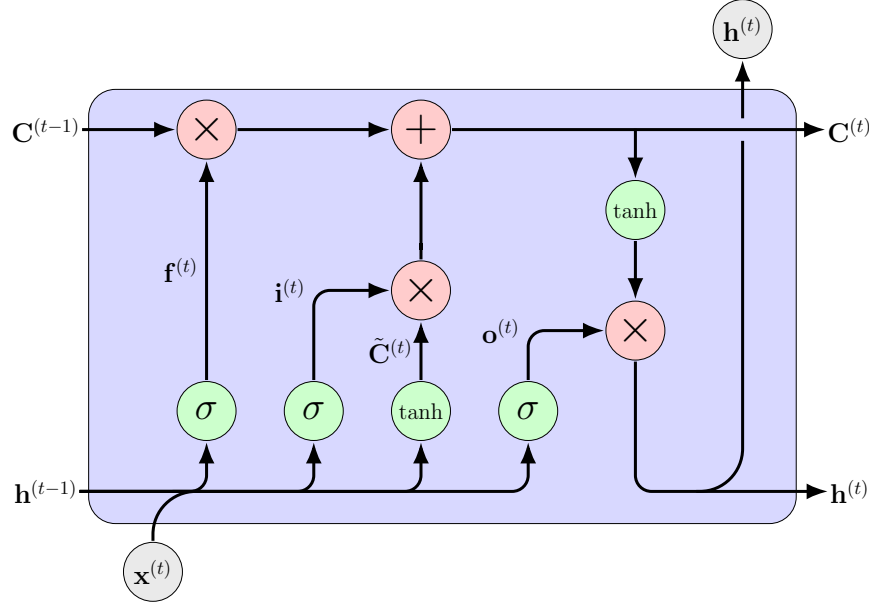 h^(t)
C^(t−1) × + C^(t)
tanh
f^(t) i^(t) ×
o^(t) ×
C̃^(t)
σ σ tanh σ
h^(t−1) h^(t)
x^(t)